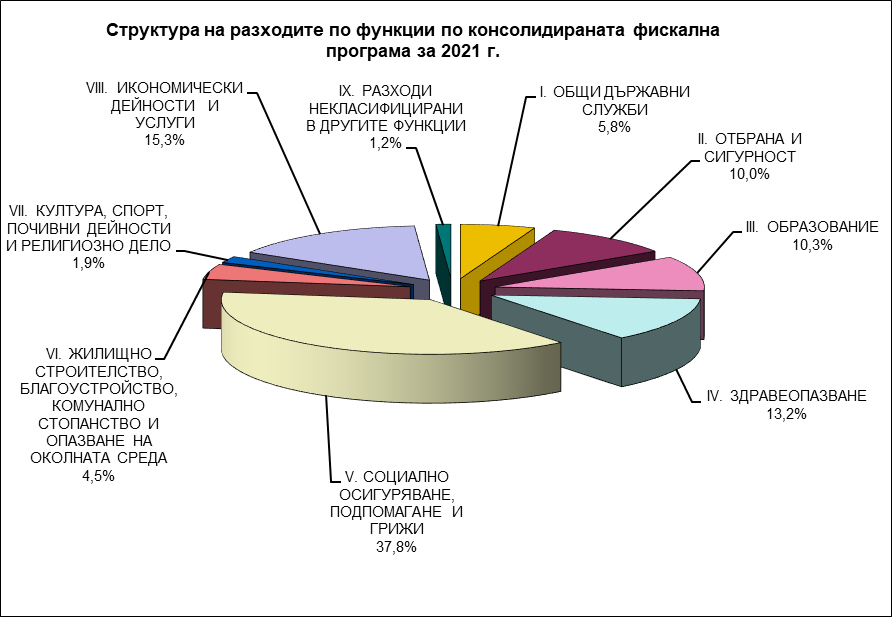 Структура на разходите по функции по консолидираната фискална
програма за 2021 г.
VIII. ИКОНОМИЧЕСКИ
ДЕЙНОСТИ И
УСЛУГИ
15,3%
IX. РАЗХОДИ
НЕКЛАСИФИЦИРАНИ
В ДРУГИТЕ ФУНКЦИИ
1,2%
I. ОБЩИ ДЪРЖАВНИ
СЛУЖБИ
5,8%
II. ОТБРАНА И
СИГУРНОСТ
10,0%
III. ОБРАЗОВАНИЕ
10,3%
VII. КУЛТУРА, СПОРТ,
ПОЧИВНИ ДЕЙНОСТИ
И РЕЛИГИОЗНО ДЕЛО
1,9%
VI. ЖИЛИЩНО
СТРОИТЕЛСТВО,
БЛАГОУСТРОЙСТВО,
КОМУНАЛНО
СТОПАНСТВО И
ОПАЗВАНЕ НА
ОКОЛНАТА СРЕДА
4,5%
IV. ЗДРАВЕОПАЗВАНЕ
13,2%
V. СОЦИАЛНО
ОСИГУРЯВАНЕ,
ПОДПОМАГАНЕ И
ГРИЖИ
37,8%